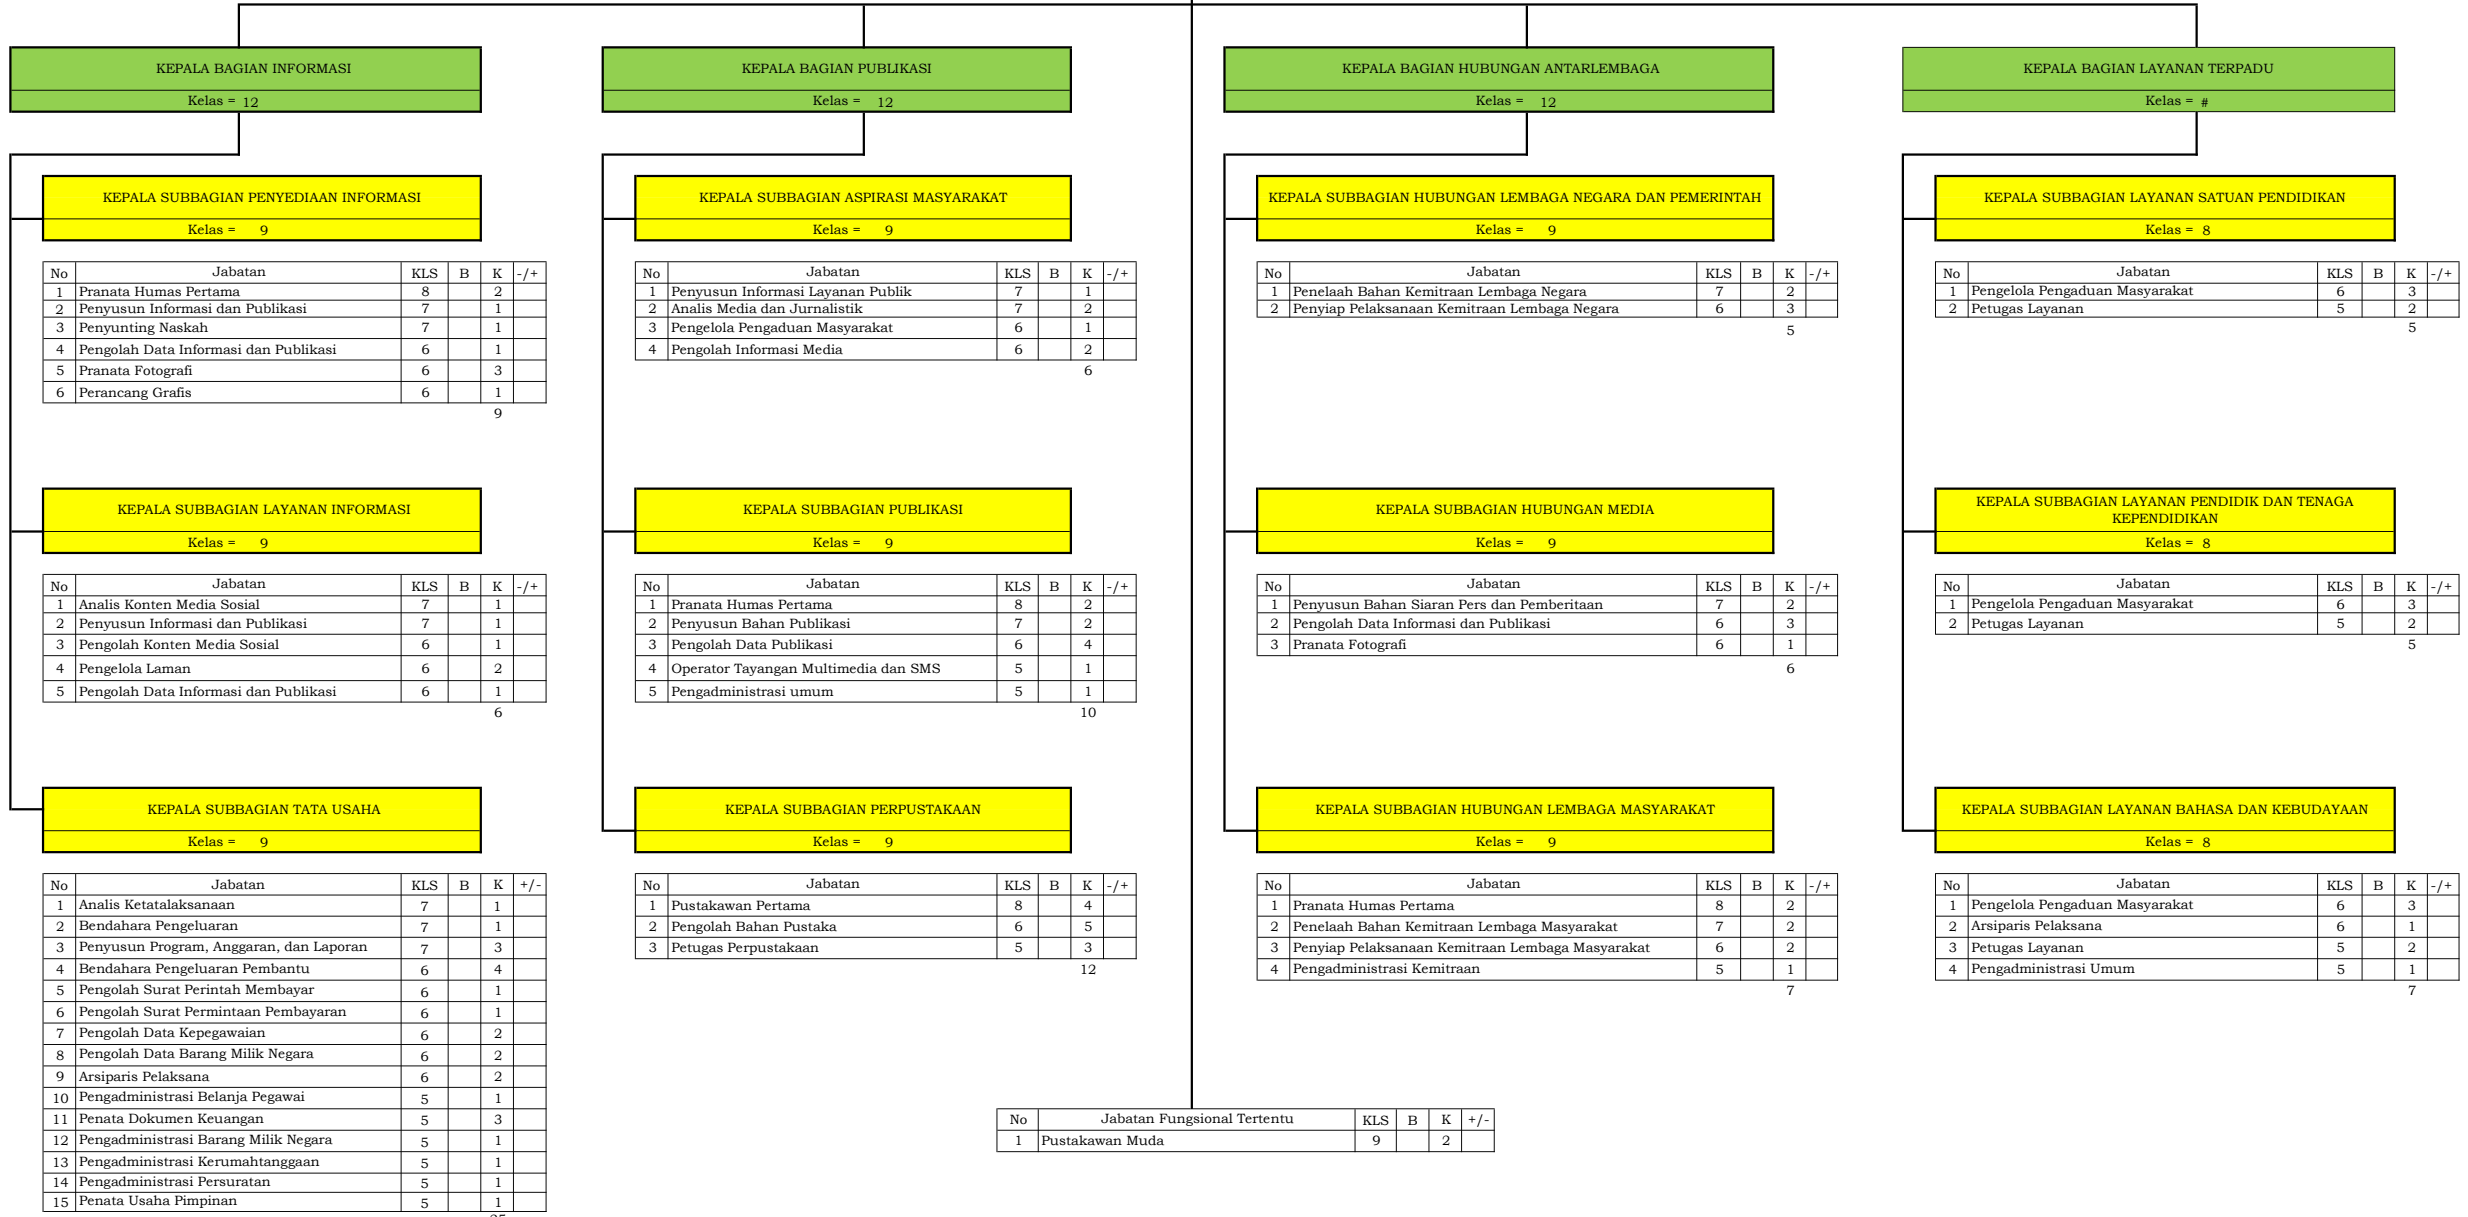 KEPALA BAGIAN INFORMASI
Kelas = 12
KEPALA SUBBAGIAN PENYEDIAAN INFORMASI
Kelas = 9
No Jabatan KLS B K -/+
1 Pranata Humas Pertama 8 2
2 Penyusun Informasi dan Publikasi 7 1
3 Penyunting Naskah 7 1
4 Pengolah Data Informasi dan Publikasi 6 1
5 Pranata Fotografi 6 3
6 Perancang Grafis 6 1
9
KEPALA SUBBAGIAN LAYANAN INFORMASI
Kelas = 9
No Jabatan KLS B K -/+
1 Analis Konten Media Sosial 7 1
2 Penyusun Informasi dan Publikasi 7 1
3 Pengolah Konten Media Sosial 6 1
4 Pengelola Laman 6 2
5 Pengolah Data Informasi dan Publikasi 6 1
6
KEPALA SUBBAGIAN TATA USAHA
Kelas = 9
No Jabatan KLS B K +/-
1 Analis Ketatalaksanaan 7 1
2 Bendahara Pengeluaran 7 1
3 Penyusun Program, Anggaran, dan Laporan 7 3
4 Bendahara Pengeluaran Pembantu 6 4
5 Pengolah Surat Perintah Membayar 6 1
6 Pengolah Surat Permintaan Pembayaran 6 1
7 Pengolah Data Kepegawaian 6 2
8 Pengolah Data Barang Milik Negara 6 2
9 Arsiparis Pelaksana 6 2
10 Pengadministrasi Belanja Pegawai 5 1
11 Penata Dokumen Keuangan 5 3
12 Pengadministrasi Barang Milik Negara 5 1
13 Pengadministrasi Kerumahtanggaan 5 1
14 Pengadministrasi Persuratan 5 1
15 Penata Usaha Pimpinan 5 1
KEPALA BAGIAN PUBLIKASI
Kelas = 12
KEPALA SUBBAGIAN ASPIRASI MASYARAKAT
Kelas = 9
No Jabatan KLS B K -/+
1 Penyusun Informasi Layanan Publik 7 1
2 Analis Media dan Jurnalistik 7 2
3 Pengelola Pengaduan Masyarakat 6 1
4 Pengolah Informasi Media 6 2
6
KEPALA SUBBAGIAN PUBLIKASI
Kelas = 9
No Jabatan KLS B K -/+
1 Pranata Humas Pertama 8 2
2 Penyusun Bahan Publikasi 7 2
3 Pengolah Data Publikasi 6 4
4 Operator Tayangan Multimedia dan SMS 5 1
5 Pengadministrasi umum 5 1
10
KEPALA SUBBAGIAN PERPUSTAKAAN
Kelas = 9
No Jabatan KLS B K -/+
1 Pustakawan Pertama 8 4
2 Pengolah Bahan Pustaka 6 5
3 Petugas Perpustakaan 5 3
12
KEPALA BAGIAN HUBUNGAN ANTARLEMBAGA
Kelas = 12
KEPALA SUBBAGIAN HUBUNGAN LEMBAGA NEGARA DAN PEMERINTAH
Kelas = 9
No Jabatan KLS B K -/+
1 Penelaah Bahan Kemitraan Lembaga Negara 7 2
2 Penyiap Pelaksanaan Kemitraan Lembaga Negara 6 3
5
KEPALA SUBBAGIAN HUBUNGAN MEDIA
Kelas = 9
No Jabatan KLS B K -/+
1 Penyusun Bahan Siaran Pers dan Pemberitaan 7 2
2 Pengolah Data Informasi dan Publikasi 6 3
3 Pranata Fotografi 6 1
6
KEPALA SUBBAGIAN HUBUNGAN LEMBAGA MASYARAKAT
Kelas = 9
No Jabatan KLS B K -/+
1 Pranata Humas Pertama 8 2
2 Penelaah Bahan Kemitraan Lembaga Masyarakat 7 2
3 Penyiap Pelaksanaan Kemitraan Lembaga Masyarakat 6 2
4 Pengadministrasi Kemitraan 5 1
7
KEPALA BAGIAN LAYANAN TERPADU
Kelas = #
KEPALA SUBBAGIAN LAYANAN SATUAN PENDIDIKAN
Kelas = 8
No Jabatan KLS B K -/+
1 Pengelola Pengaduan Masyarakat 6 3
2 Petugas Layanan 5 2
5
KEPALA SUBBAGIAN LAYANAN PENDIDIK DAN TENAGA
KEPENDIDIKAN
Kelas = 8
No Jabatan KLS B K -/+
1 Pengelola Pengaduan Masyarakat 6 3
2 Petugas Layanan 5 2
5
KEPALA SUBBAGIAN LAYANAN BAHASA DAN KEBUDAYAAN
Kelas = 8
No Jabatan KLS B K -/+
1 Pengelola Pengaduan Masyarakat 6 3
2 Arsiparis Pelaksana 6 1
3 Petugas Layanan 5 2
4 Pengadministrasi Umum 5 1
7
No Jabatan Fungsional Tertentu KLS B K +/-
1 Pustakawan Muda 9 2